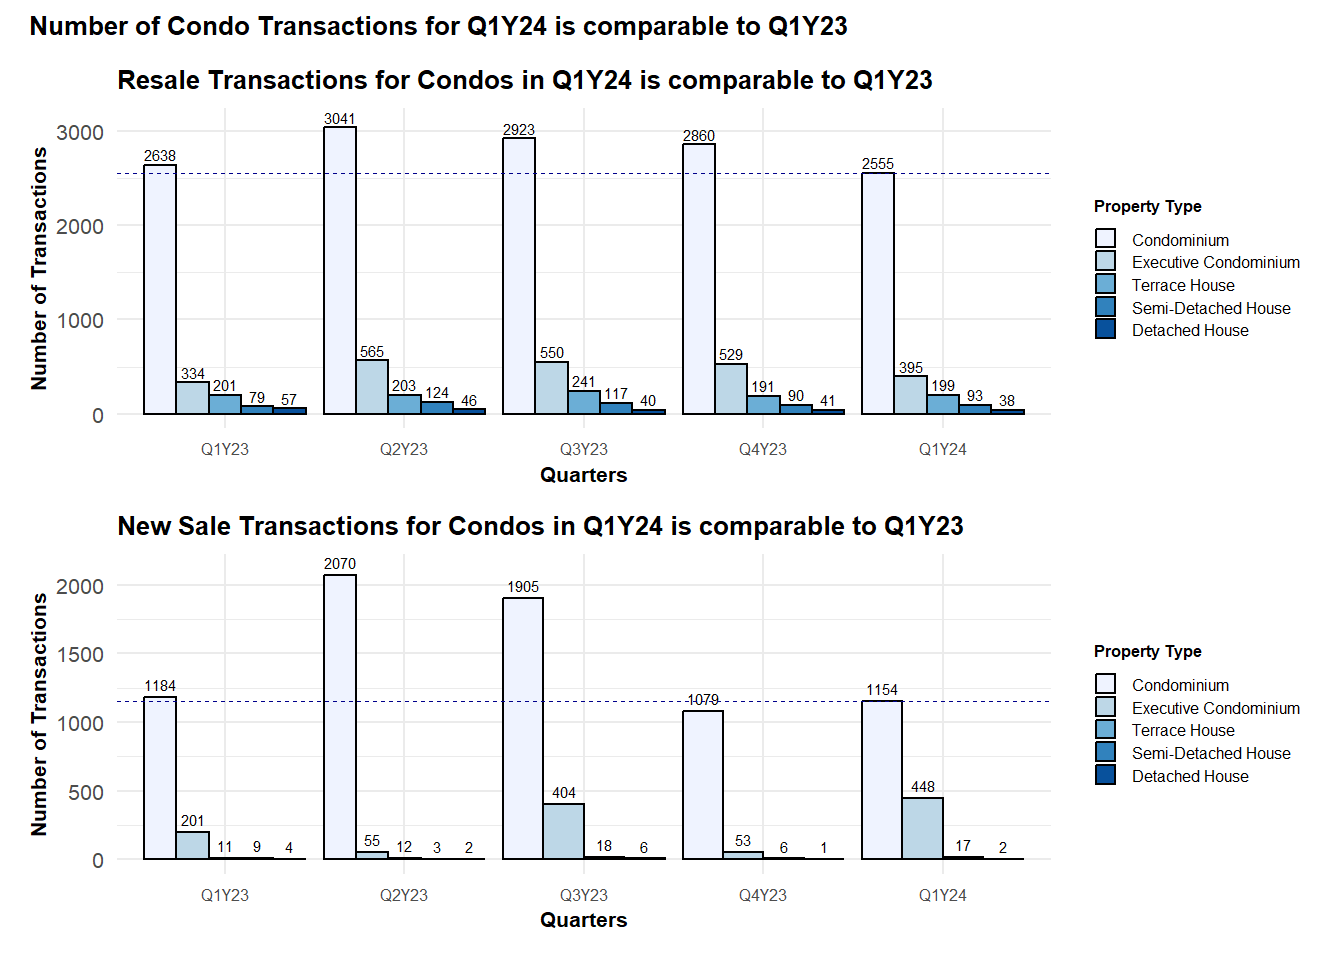 Number of Condo Transactions for Q1Y24 is comparable to Q1Y23
Resale Transactions for Condos in Q1Y24 is comparable to Q1Y23
Number of Transactions
3000
2000
1000
0
2638
334
201
79
57
3041
565
203
124
46
2923
550
241
117
40
2860
529
191
90
41
2555
395
199
93
38
Q1Y23
Q2Y23
Q3Y23
Q4Y23
Q1Y24
Quarters
Property Type
Condominium
Executive Condominium
Terrace House
Semi-Detached House
Detached House
New Sale Transactions for Condos in Q1Y24 is comparable to Q1Y23
Number of Transactions
2000
1500
1000
500
0
1184
201
11
9
4
2070
55
12
3
2
1905
404
18
6
1079
53
6
1
1154
448
17
2
Q1Y23
Q2Y23
Q3Y23
Q4Y23
Q1Y24
Quarters
Property Type
Condominium
Executive Condominium
Terrace House
Semi-Detached House
Detached House